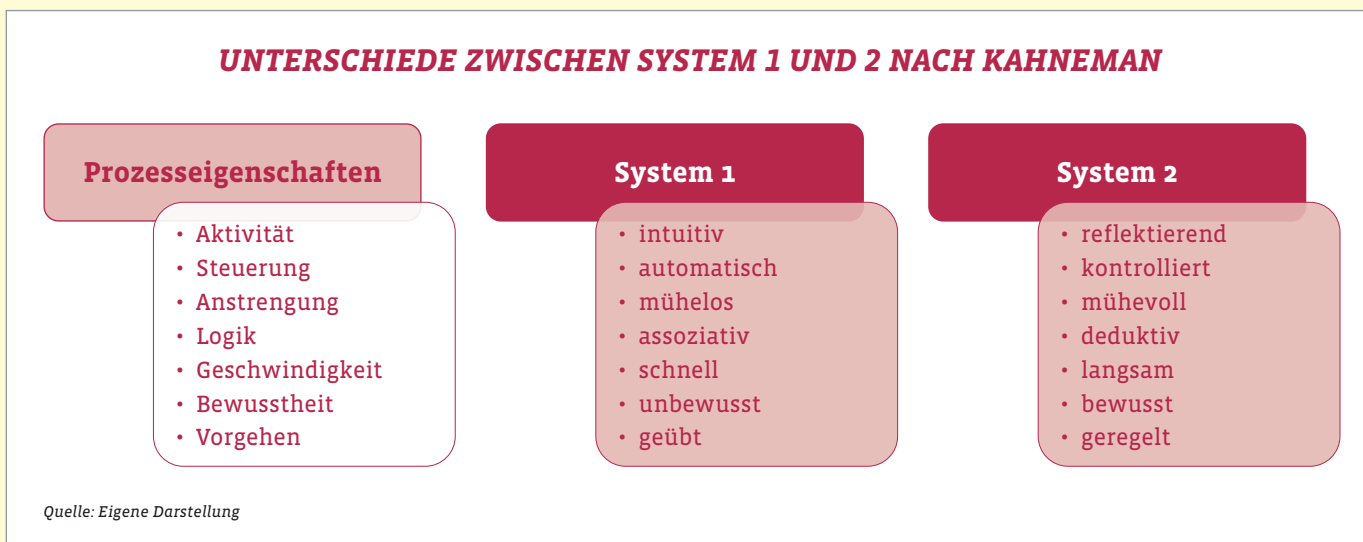 UNTERSCHIEDE ZWISCHEN SYSTEM 1 UND 2 NACH KAHNEMAN
Prozesseigenschaften
• Aktivität
• Steuerung
• Anstrengung
• Logik
• Geschwindigkeit
• Bewusstheit
• Vorgehen
System 1
• intuitiv
• automatisch
• mühelos
• assoziativ
• schnell
• unbewusst
• geübt
System 2
• reflektierend
• kontrolliert
• mühevoll
• deduktiv
• langsam
• bewusst
• geregelt
Quelle: Eigene Darstellung